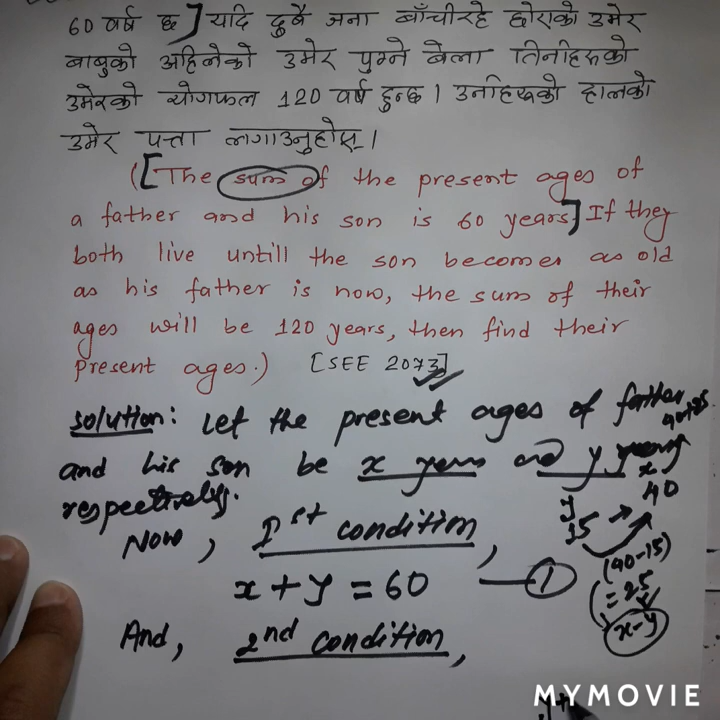 60 वर्ष छ] यदि दुबै जना बाँचीरहे छोराको उमेर
बाबुको अहिलेको उमेर पुग्ने बेला तिनीहरूको
उमेरको योगफल 120 वर्ष हुन्छ । उनीहरूको हालको
उमेर पत्ता लगाउनुहोस् ।
([The sum of the present ages of
a father and his son is 60 years] If they
both live untill the son becomes as old
as his father is now, the sum of their
ages will be 120 years, then find their
present ages.) [SEE 2073]
solution: Let the present ages of father
and his son be x years and y years
respectively.
Now, Ist condition,
x + y = 60 — 1
And, 2nd condition,
x
y 40
15 →
(40-15)
= 25
x-y
MYMOVIE